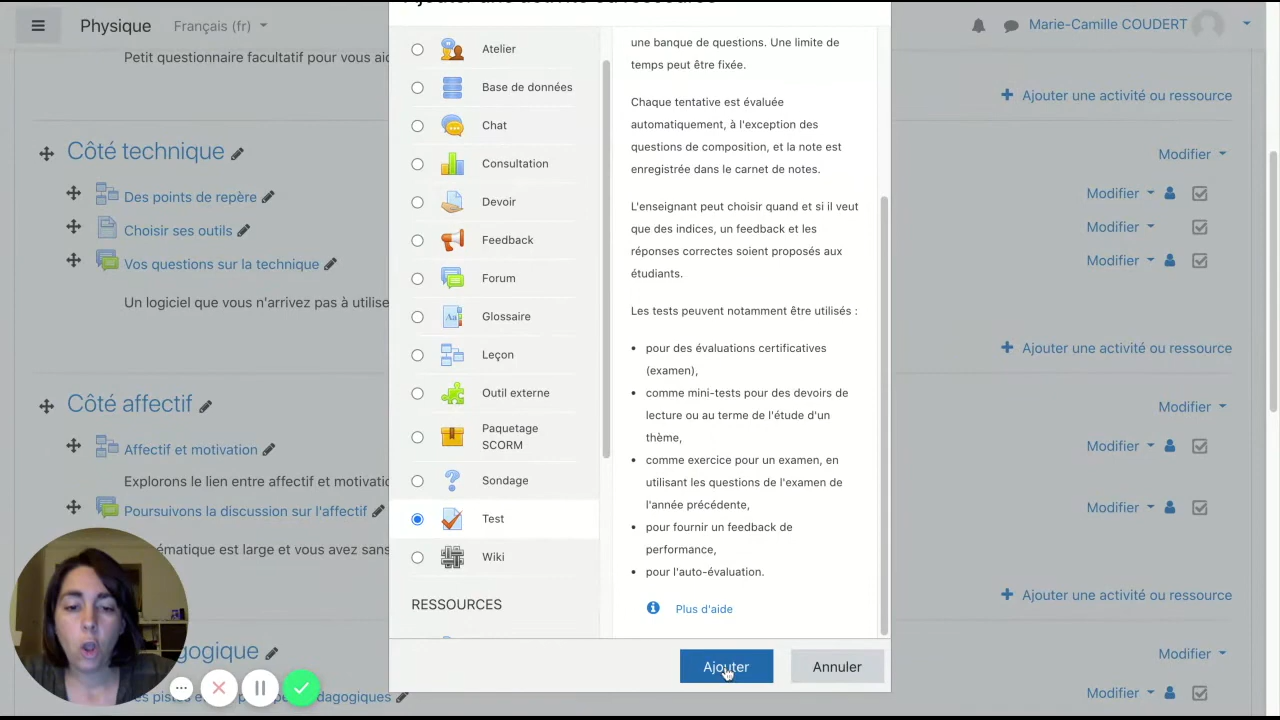 Ajouter une activité ou ressource
Physique
Français (fr)
Marie-Camille COUDERT
Petit questionnaire facultatif pour vous aid
Ajouter une activité ou ressource
Côté technique
Modifier
Des points de repère
Modifier
Choisir ses outils
Modifier
Vos questions sur la technique
Modifier
Un logiciel que vous n'arrivez pas à utilise
Ajouter une activité ou ressource
Côté affectif
Modifier
Affectif et motivation
Modifier
Explorons le lien entre affectif et motivatio
Poursuivons la discussion sur l'affectif
Modifier
ématique est large et vous avez sans
Ajouter une activité ou ressource
gogique
Modifier
dagogiques
Modifier
Atelier
Base de données
Chat
Consultation
Devoir
Feedback
Forum
Glossaire
Leçon
Outil externe
Paquetage
SCORM
Sondage
Test
Wiki
RESSOURCES
une banque de questions. Une limite de
temps peut être fixée.
Chaque tentative est évaluée
automatiquement, à l'exception des
questions de composition, et la note est
enregistrée dans le carnet de notes.
L'enseignant peut choisir quand et si il veut
que des indices, un feedback et les
réponses correctes soient proposés aux
étudiants.
Les tests peuvent notamment être utilisés :
pour des évaluations certificatives
(examen),
comme mini-tests pour des devoirs de
lecture ou au terme de l'étude d'un
thème,
comme exercice pour un examen, en
utilisant les questions de l'examen de
l'année précédente,
pour fournir un feedback de
performance,
pour l'auto-évaluation.
Plus d'aide
Ajouter
Annuler